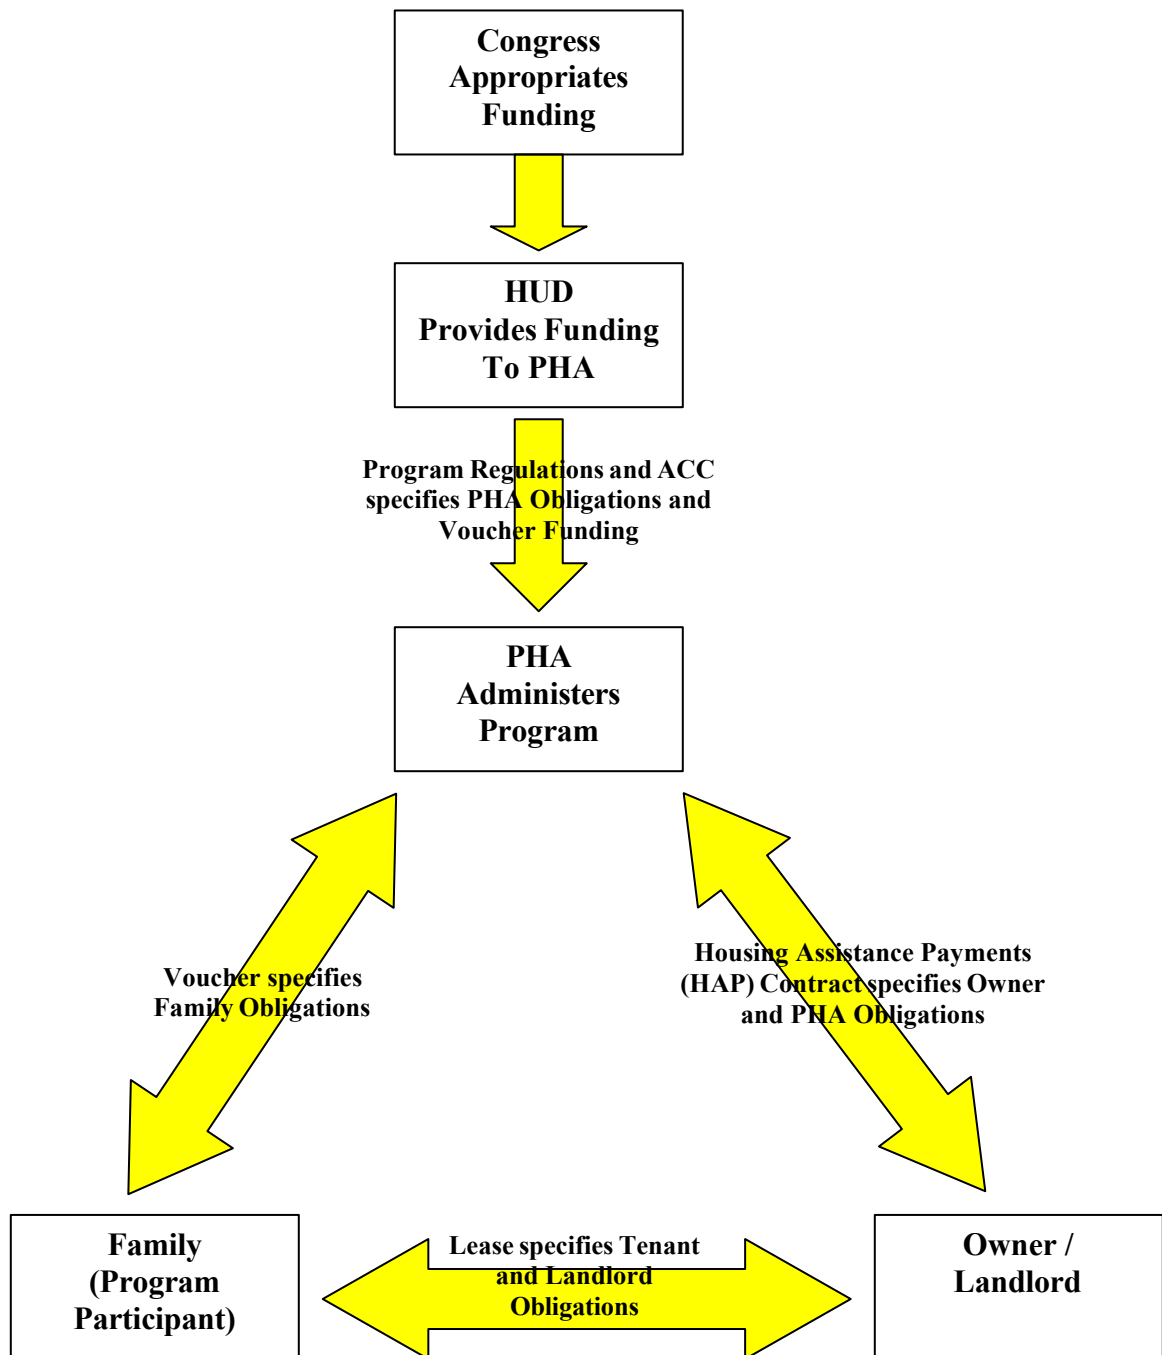 Congress
Appropriates
Funding
HUD
Provides Funding
To PHA
Program Regulations and ACC
specifies PHA Obligations and
Voucher Funding
PHA
Administers
Program
Voucher specifies
Family Obligations
Housing Assistance Payments
(HAP) Contract specifies Owner
and PHA Obligations
Family
(Program
Participant)
Lease specifies Tenant
and Landlord
Obligations
Owner /
Landlord